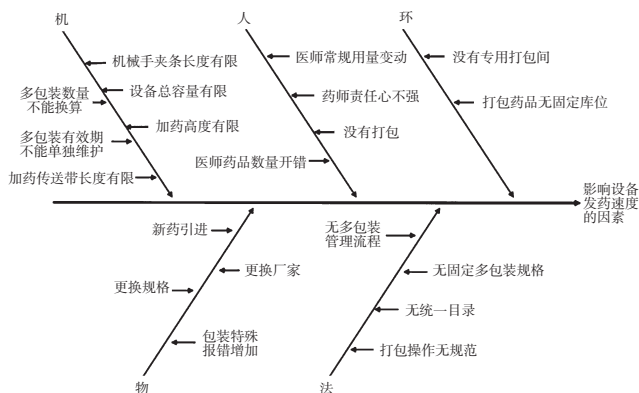 机
人
环
机械手夹条长度有限
设备总容量有限
多包装数量
不能换算
加药高度有限
多包装有效期
不能单独维护
加药传送带长度有限
医师常规用量变动
药师责任心不强
没有打包
医师药品数量开错
没有专用打包间
打包药品无固定库位
影响设备
发药速度
的因素
新药引进
更换厂家
更换规格
包装特殊
报错增加
无多包装
管理流程
无固定多包装规格
无统一目录
打包操作无规范
物
法